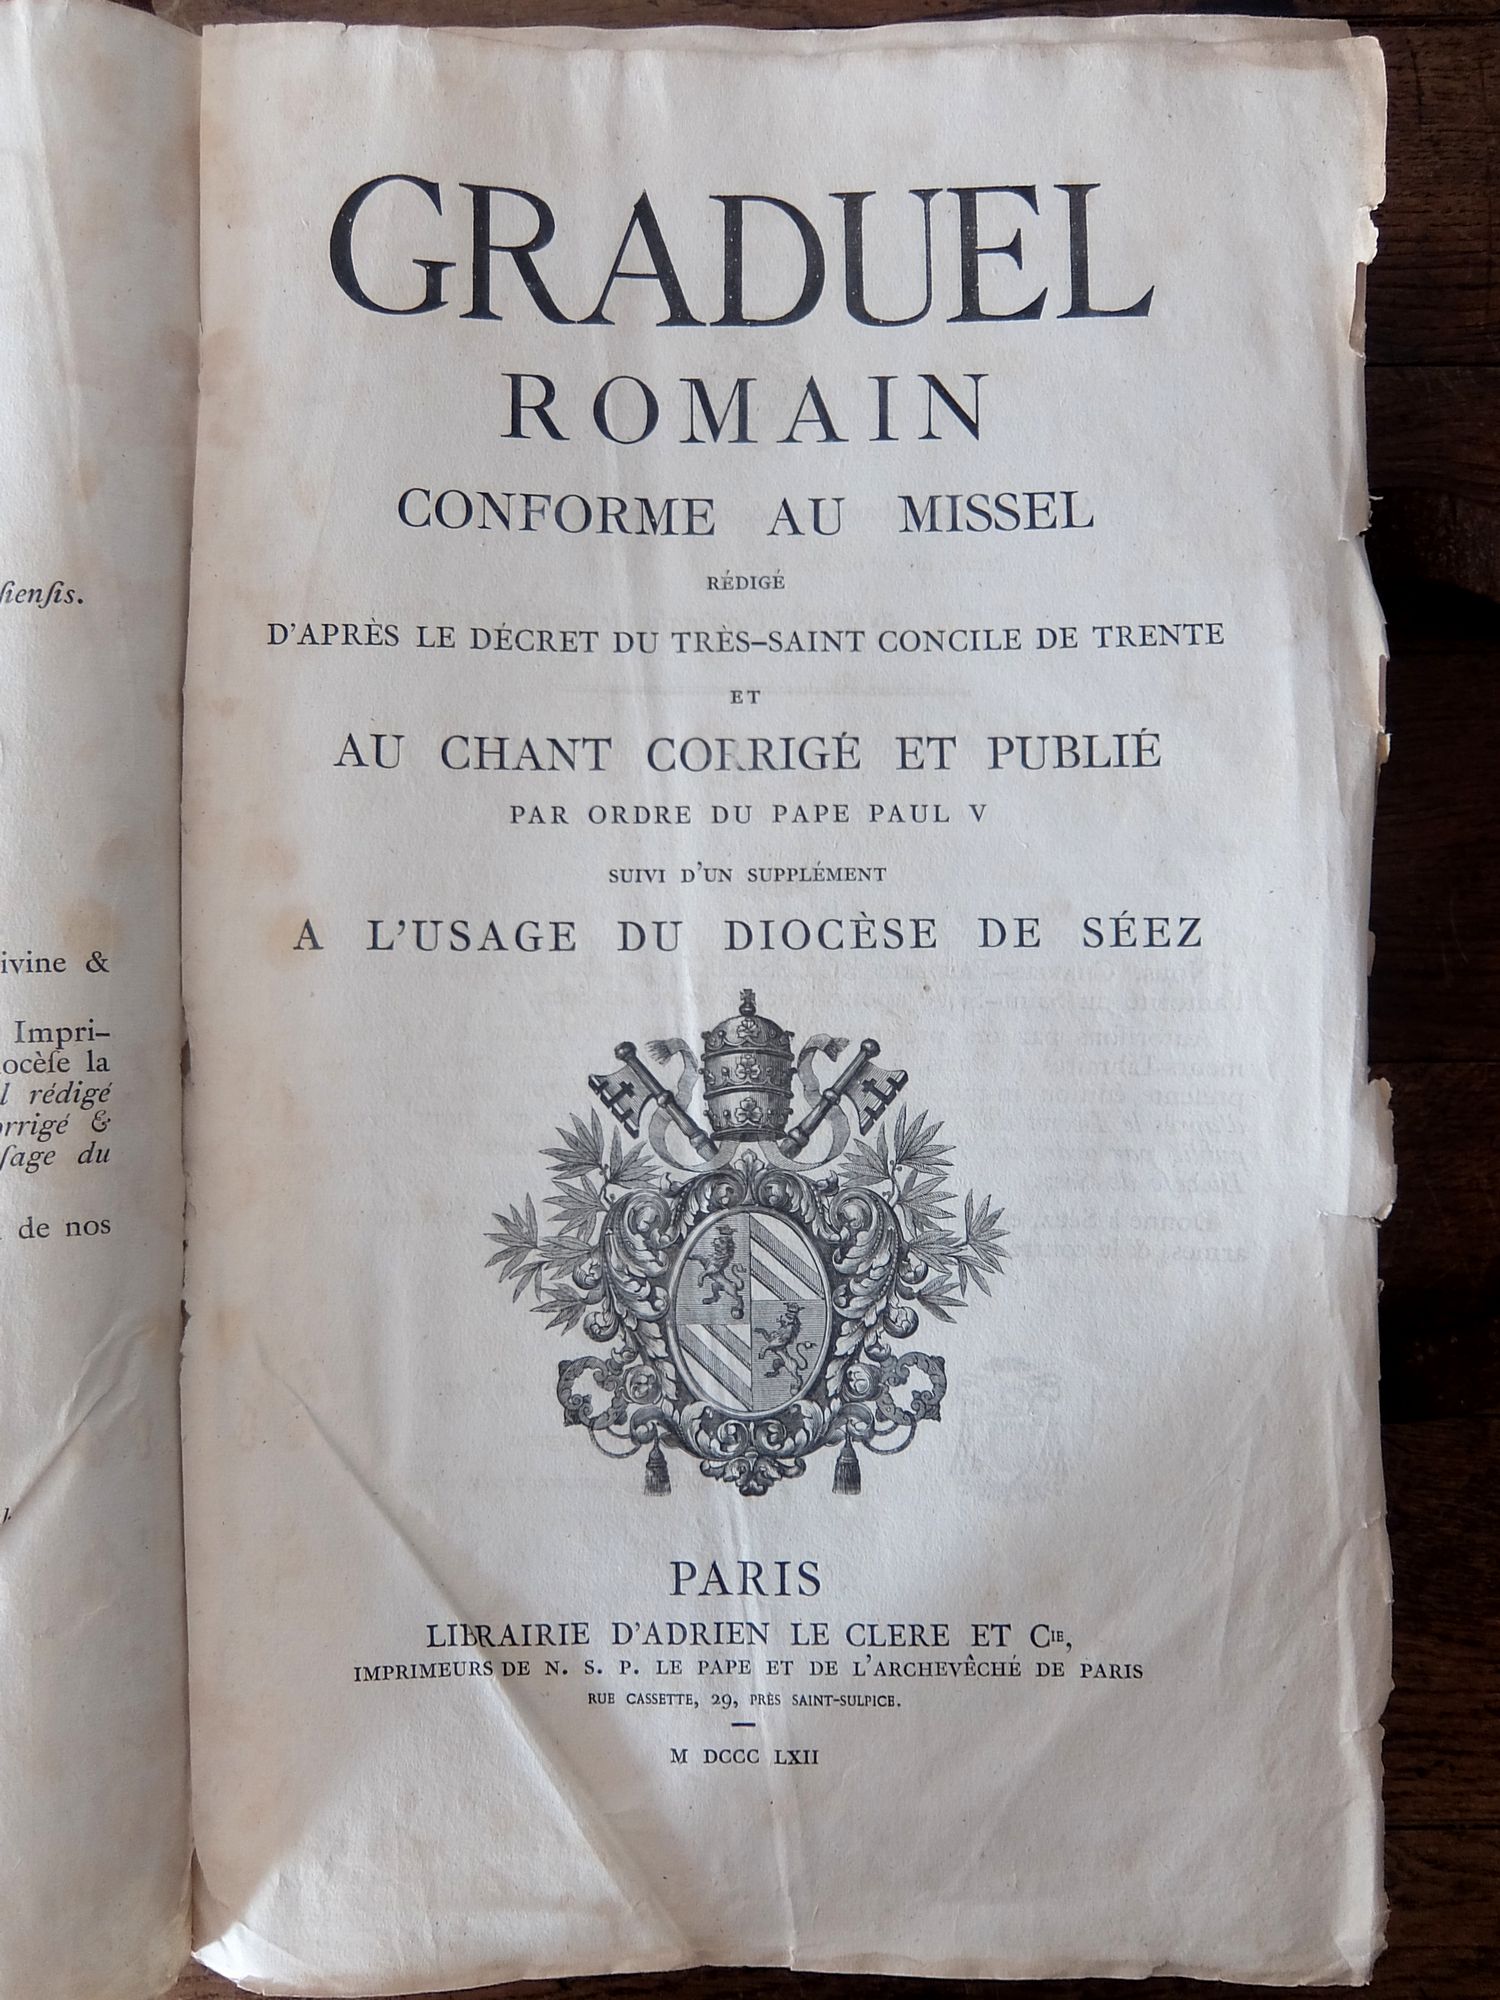 ſienſis.
ivine &
Impri-
ocèſe la
l rédigé
orrigé &
ſage du
de nos
GRADUEL
ROMAIN
CONFORME AU MISSEL
RÉDIGÉ
D'APRÈS LE DÉCRET DU TRÈS-SAINT CONCILE DE TRENTE
ET
AU CHANT CORRIGÉ ET PUBLIÉ
PAR ORDRE DU PAPE PAUL V
SUIVI D'UN SUPPLÉMENT
A L'USAGE DU DIOCÈSE DE SÉEZ
PARIS
LIBRAIRIE D'ADRIEN LE CLERE ET CIE,
IMPRIMEURS DE N. S. P. LE PAPE ET DE L'ARCHEVÊCHÉ DE PARIS
RUE CASSETTE, 29, PRÈS SAINT-SULPICE.
M DCCC LXII